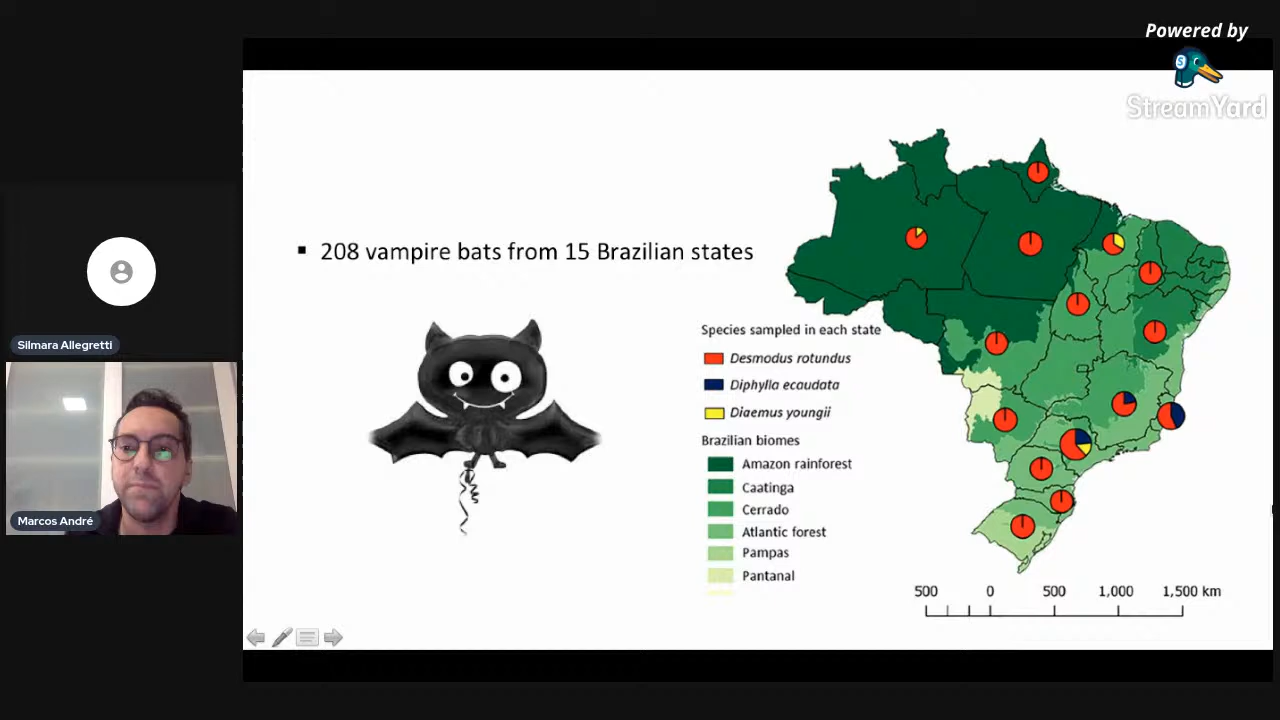 Powered by
StreamYard
208 vampire bats from 15 Brazilian states
Species sampled in each state
Desmodus rotundus
Diphylla ecaudata
Diaemus youngii
Brazilian biomes
Amazon rainforest
Caatinga
Cerrado
Atlantic forest
Pampas
Pantanal
500 0 500 1,000 1,500 km
Silmara Allegretti
Marcos André